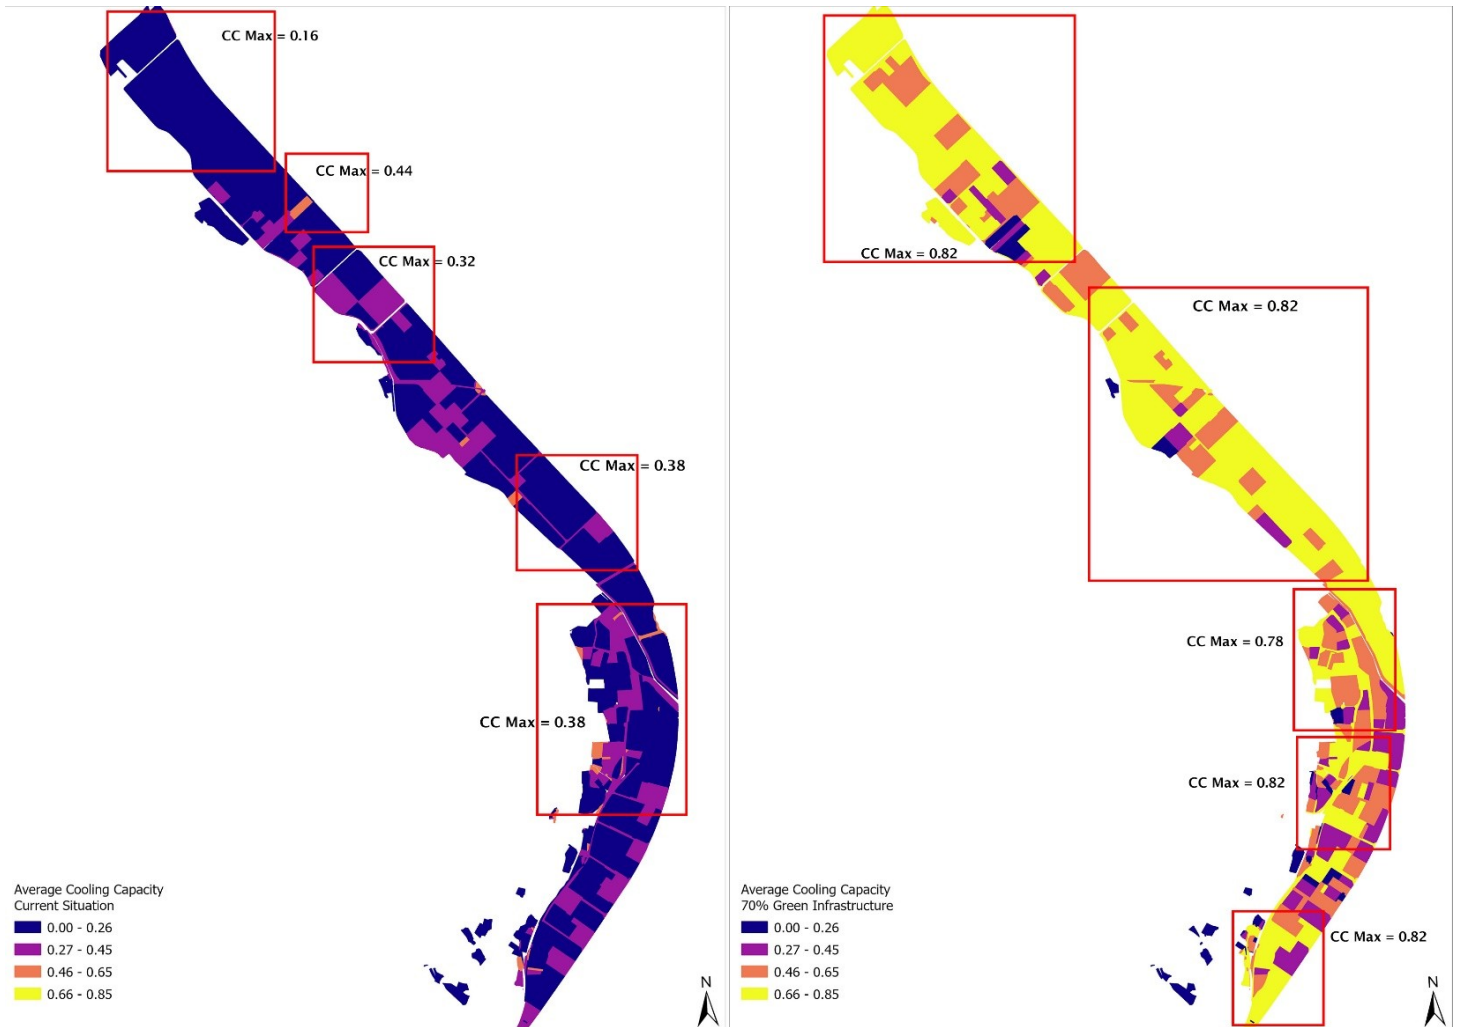 CC Max = 0.16
CC Max = 0.44
CC Max = 0.32
CC Max = 0.38
CC Max = 0.38
Average Cooling Capacity
Current Situation
0.00 - 0.26
0.27 - 0.45
0.46 - 0.65
0.66 - 0.85
N
CC Max = 0.82
CC Max = 0.82
CC Max = 0.78
CC Max = 0.82
CC Max = 0.82
Average Cooling Capacity
70% Green Infrastructure
0.00 - 0.26
0.27 - 0.45
0.46 - 0.65
0.66 - 0.85
N